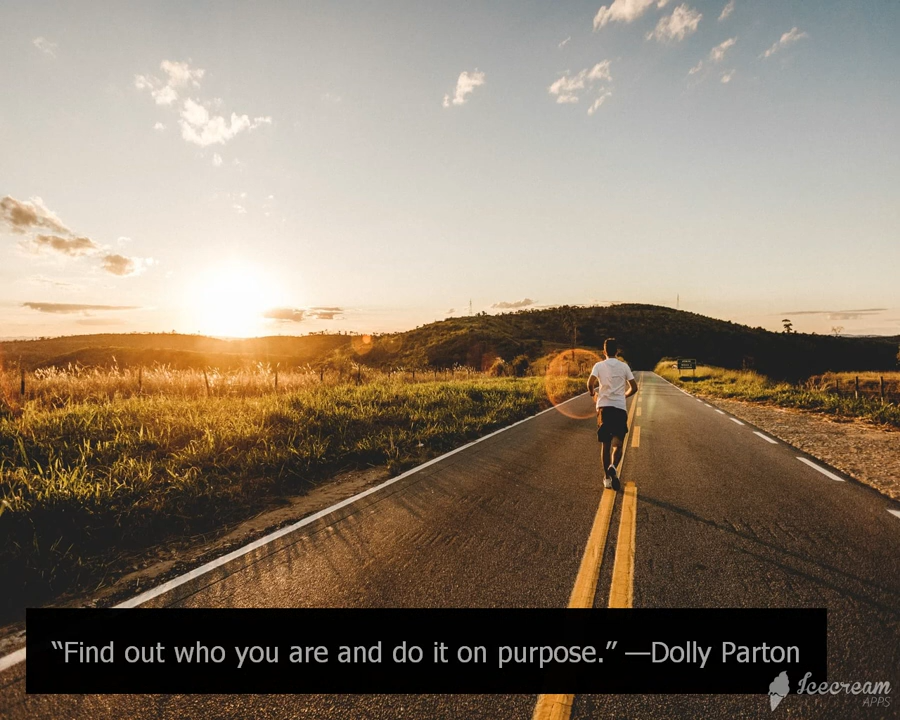 “Find out who you are and do it on purpose.” —Dolly Parton
Icecream
APPS